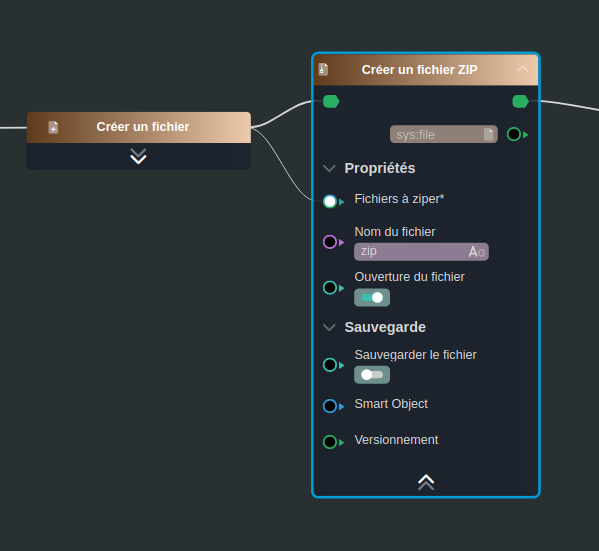 Créer un fichier
Créer un fichier ZIP
sys:file
Propriétés
Fichiers à ziper*
Nom du fichier
zip
Aa
Ouverture du fichier
Sauvegarde
Sauvegarder le fichier
Smart Object
Versionnement